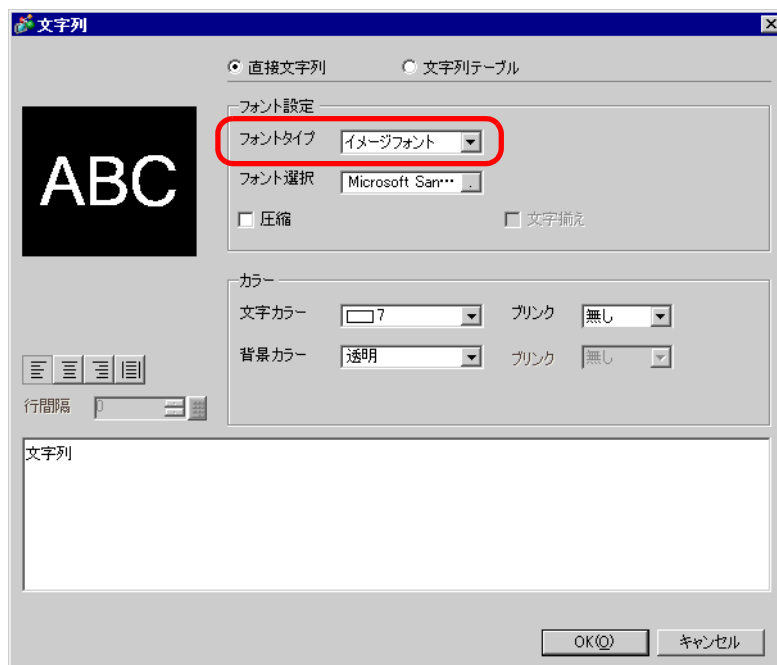 文字列
直接文字列 文字列テーブル
フォント設定
フォントタイプ イメージフォント
ABC
フォント選択 Microsoft San… .
圧縮 文字揃え
カラー
文字カラー 7 ブリンク 無し
背景カラー 透明 ブリンク 無し
行間隔 0
文字列
OK(O) キャンセル